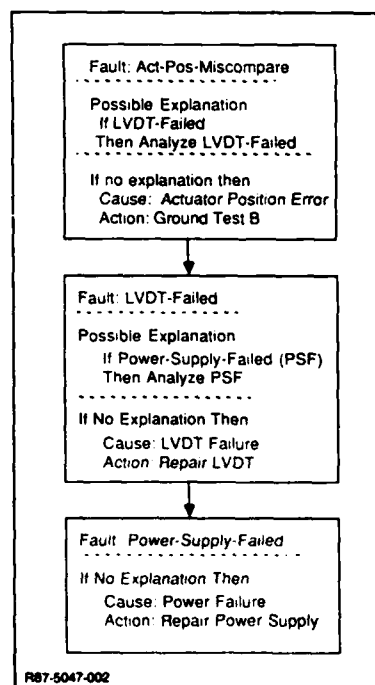 Fault: Act-Pos-Miscompare
Possible Explanation
If LVDT-Failed
Then Analyze LVDT-Failed
If no explanation then
Cause: Actuator Position Error
Action: Ground Test B
Fault: LVDT-Failed
Possible Explanation
If Power-Supply-Failed (PSF)
Then Analyze PSF
If No Explanation Then
Cause: LVDT Failure
Action: Repair LVDT
Fault Power-Supply-Failed
If No Explanation Then
Cause: Power Failure
Action: Repair Power Supply
R87-5047-002